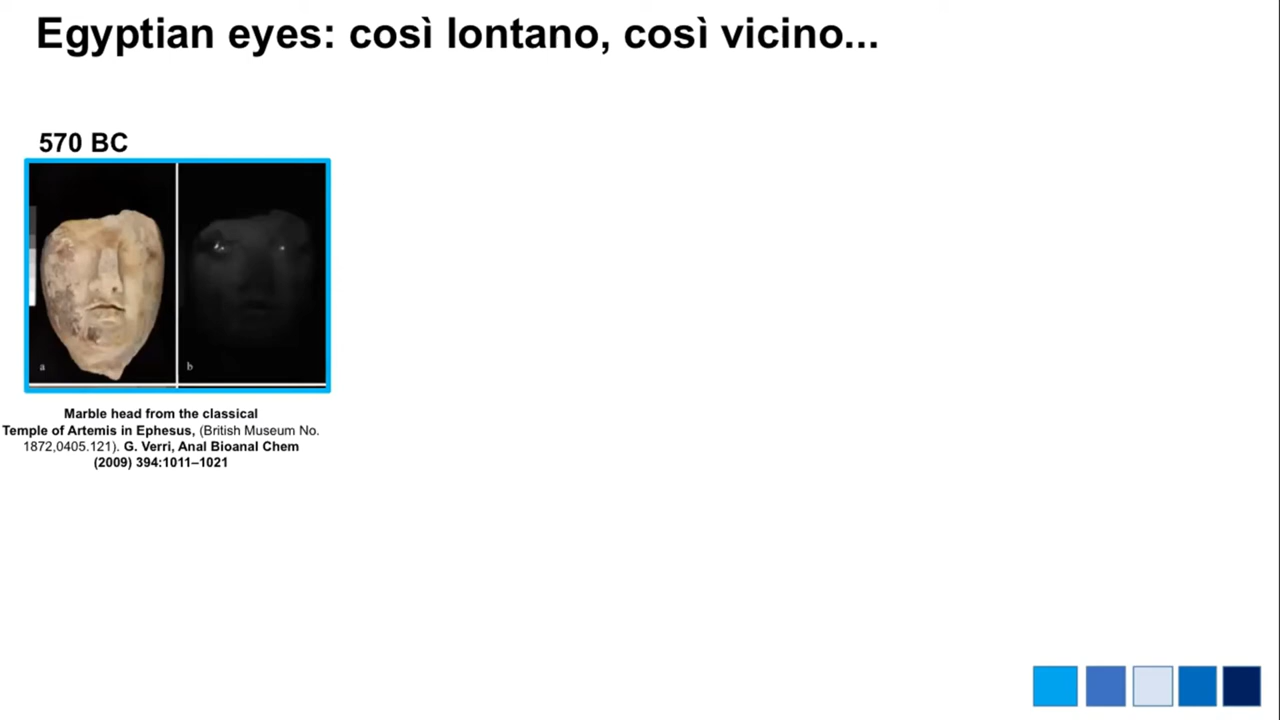 Egyptian eyes: così lontano, così vicino...
570 BC
a
b
Marble head from the classical
Temple of Artemis in Ephesus, (British Museum No.
1872,0405.121). G. Verri, Anal Bioanal Chem
(2009) 394:1011–1021